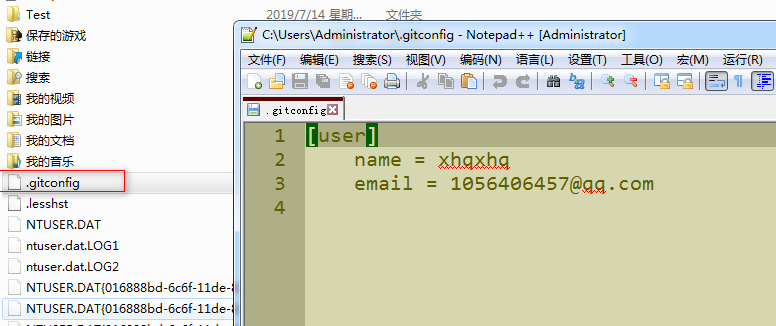 Test
2019/7/14 星期...
文件夹
保存的游戏
链接
搜索
我的视频
我的图片
我的文档
我的音乐
.gitconfig
.lesshst
NTUSER.DAT
ntuser.dat.LOG1
ntuser.dat.LOG2
NTUSER.DAT{016888bd-6c6f-11de-8
NTUSER.DAT{016888bd-6c6f-11de-8
C:\Users\Administrator\.gitconfig - Notepad++ [Administrator]
文件(F) 编辑(E) 搜索(S) 视图(V) 编码(N) 语言(L) 设置(T) 工具(O) 宏(M) 运行(R)
.gitconfig
1 [user]
2 name = xhqxhq
3 email = 1056406457@qq.com
4